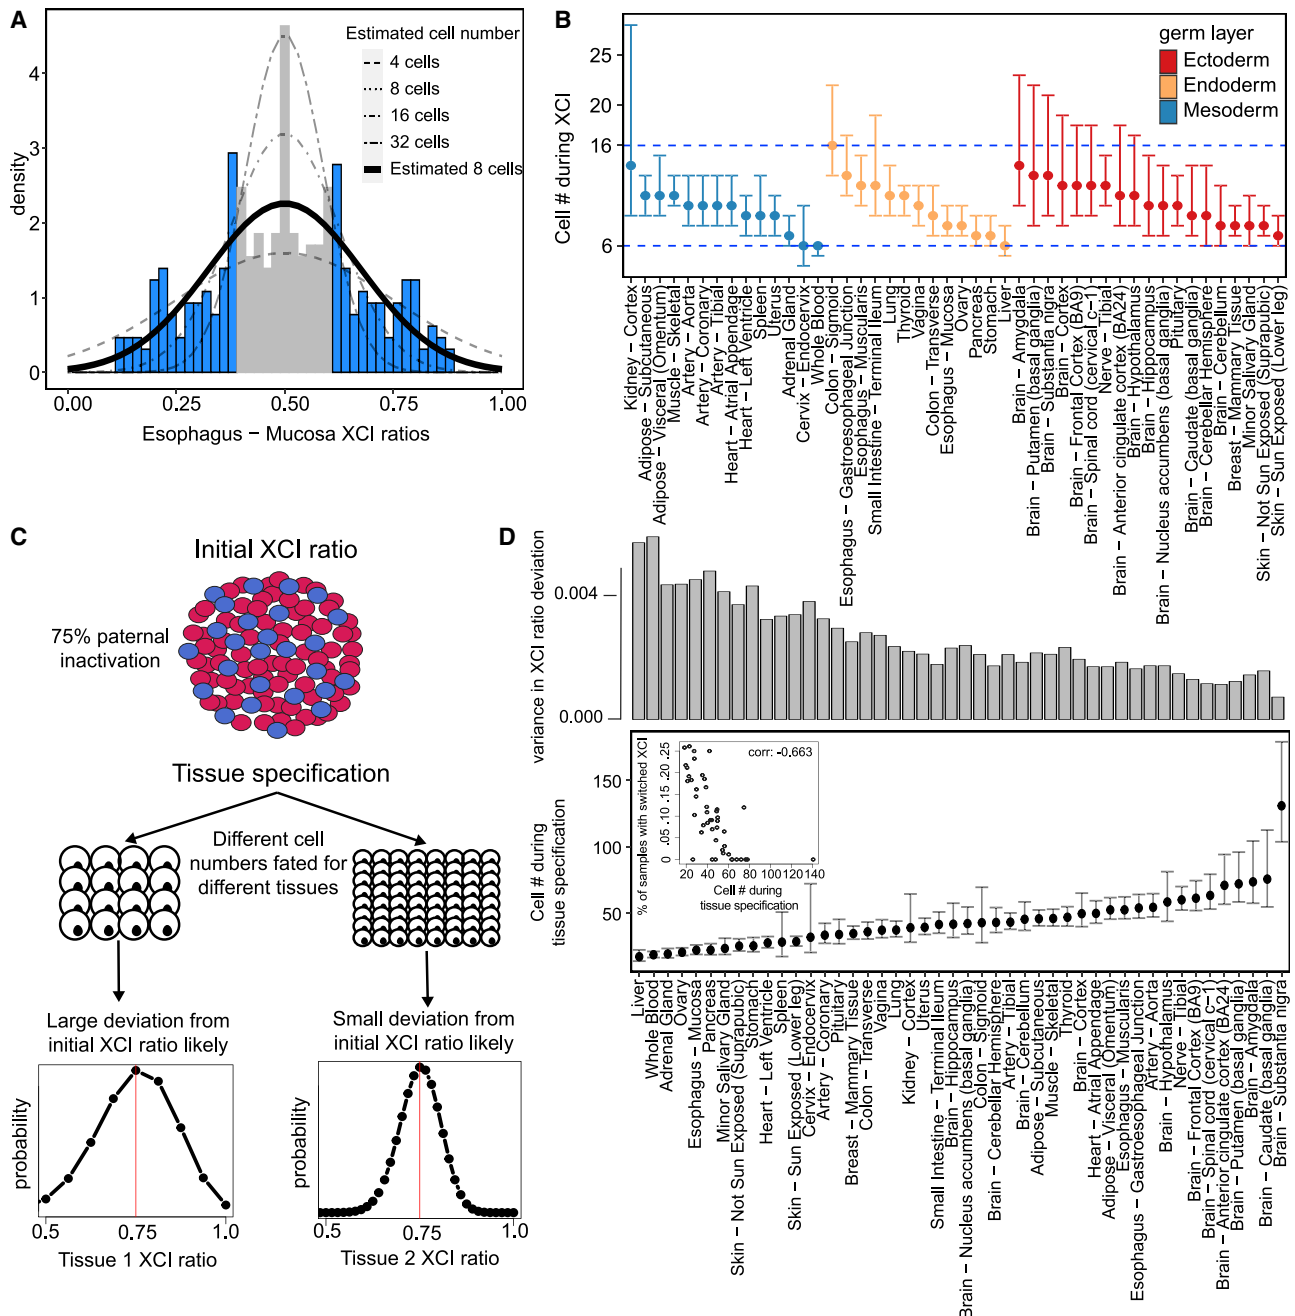 A
Estimated cell number
4 cells
8 cells
16 cells
32 cells
Estimated 8 cells
density
4
3
2
1
0
0.00
0.25
0.50
0.75
1.00
Esophagus – Mucosa XCI ratios
B
germ layer
Ectoderm
Endoderm
Mesoderm
Cell # during XCI
25
20
16
6
Kidney – Cortex
Adipose – Subcutaneous
Adipose – Visceral (Omentum)
Muscle – Skeletal
Artery – Aorta
Artery – Coronary
Artery – Tibial
Heart – Atrial Appendage
Heart – Left Ventricle
Spleen
Uterus
Adrenal Gland
Cervix – Endocervix
Whole Blood
Colon – Sigmoid
Esophagus – Gastroesophageal Junction
Esophagus – Muscularis
Small Intestine – Terminal Ileum
Lung
Thyroid
Vagina
Colon – Transverse
Esophagus – Mucosa
Ovary
Pancreas
Stomach
Liver
Brain – Amygdala
Brain – Putamen (basal ganglia)
Brain – Substantia nigra
Brain – Cortex
Brain – Frontal Cortex (BA9)
Brain – Spinal cord (cervical c–1)
Nerve – Tibial
Brain – Anterior cingulate cortex (BA24)
Brain – Hypothalamus
Brain – Hippocampus
Brain – Nucleus accumbens (basal ganglia)
Pituitary
Brain – Caudate (basal ganglia)
Brain – Cerebellar Hemisphere
Brain – Cerebellum
Breast – Mammary Tissue
Minor Salivary Gland
Skin – Not Sun Exposed (Suprapubic)
Skin – Sun Exposed (Lower leg)
C
Initial XCI ratio
75% paternal
inactivation
Tissue specification
Different cell
numbers fated for
different tissues
Large deviation from
initial XCI ratio likely
Small deviation from
initial XCI ratio likely
probability
0.5
0.75
1.0
Tissue 1 XCI ratio
probability
0.5
0.75
1.0
Tissue 2 XCI ratio
D
variance in XCI ratio deviation
0.004
0.000
Cell # during
tissue specification
150
100
50
% of samples with switched XCI
0
.05
.10
.15
.20
.25
corr: -0.663
20
40
60
80
100
120
140
Cell # during
tissue specification
Liver
Whole Blood
Adrenal Gland
Ovary
Esophagus – Mucosa
Pancreas
Minor Salivary Gland
Skin – Not Sun Exposed (Suprapubic)
Stomach
Heart – Left Ventricle
Spleen
Skin – Sun Exposed (Lower leg)
Cervix – Endocervix
Artery – Coronary
Pituitary
Breast – Mammary Tissue
Colon – Transverse
Vagina
Lung
Kidney – Cortex
Uterus
Small Intestine – Terminal Ileum
Brain – Hippocampus
Brain – Nucleus accumbens (basal ganglia)
Colon – Sigmoid
Brain – Cerebellar Hemisphere
Artery – Tibial
Brain – Cerebellum
Adipose – Subcutaneous
Muscle – Skeletal
Thyroid
Brain – Cortex
Heart – Atrial Appendage
Adipose – Visceral (Omentum)
Esophagus – Muscularis
Esophagus – Gastroesophageal Junction
Artery – Aorta
Brain – Hypothalamus
Nerve – Tibial
Brain – Frontal Cortex (BA9)
Brain – Spinal cord (cervical c–1)
Brain – Anterior cingulate cortex (BA24)
Brain – Putamen (basal ganglia)
Brain – Amygdala
Brain – Caudate (basal ganglia)
Brain – Substantia nigra